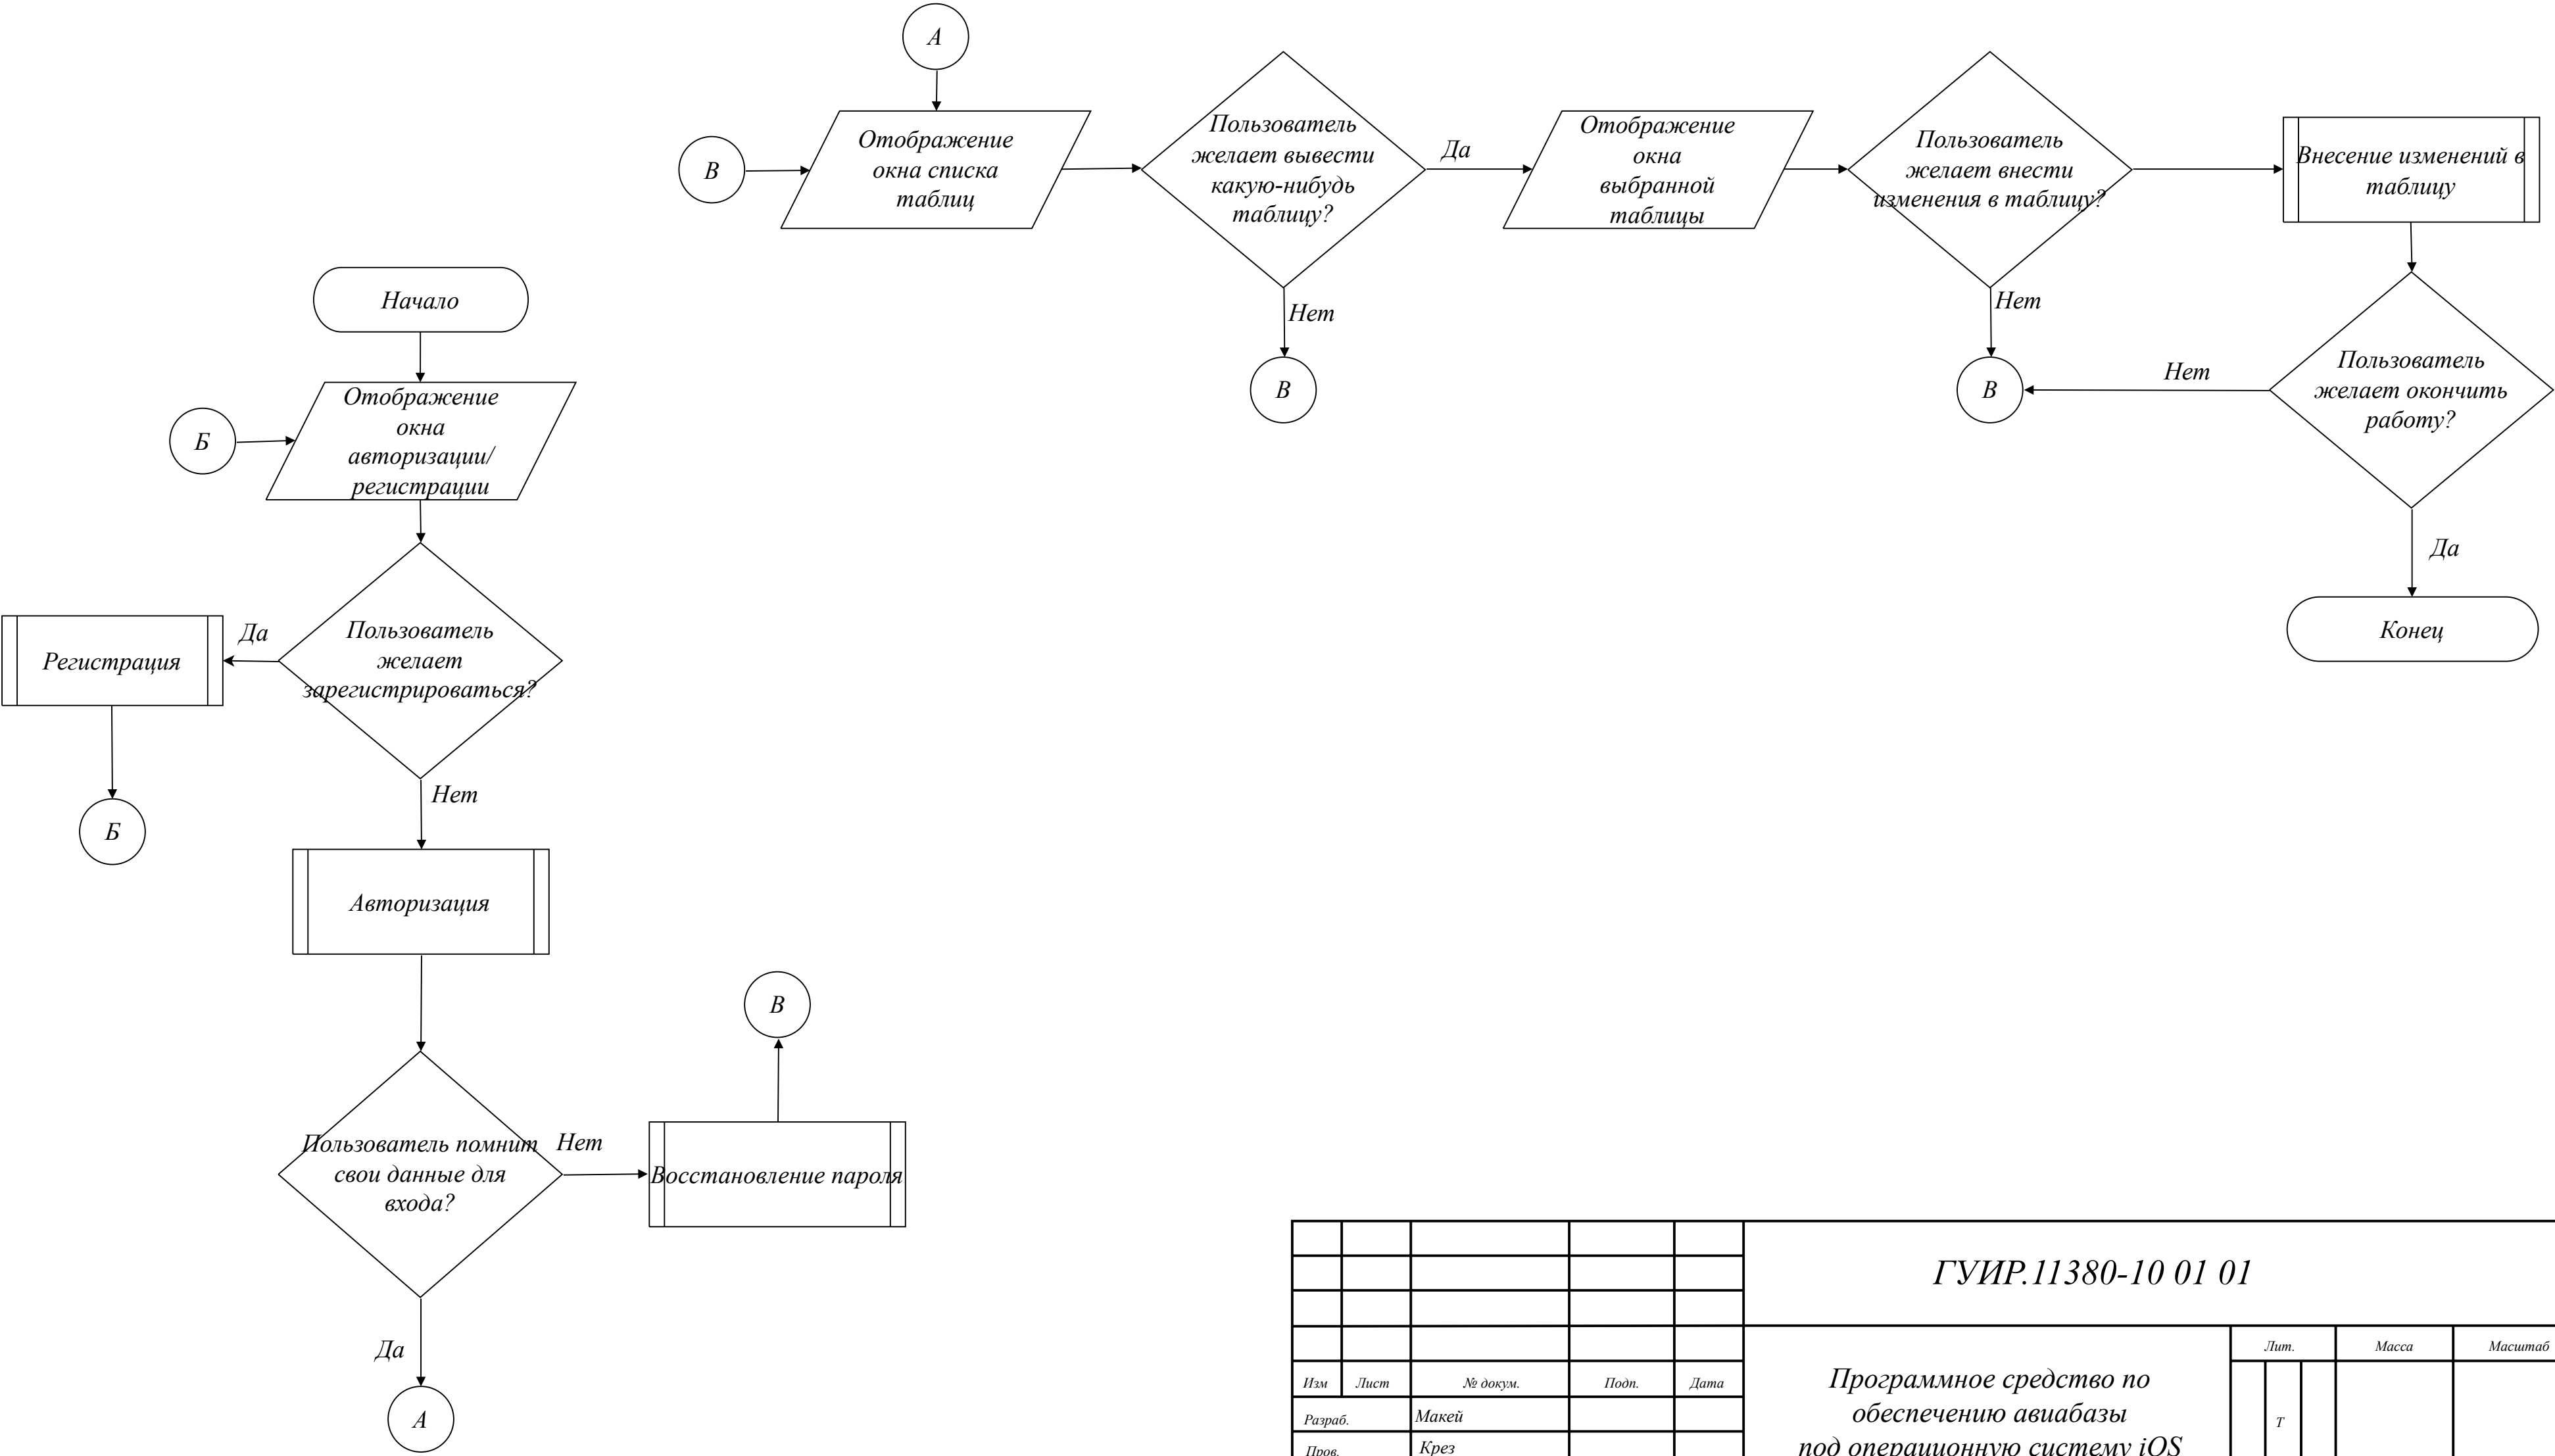 А
В
Отображение
окна списка
таблиц
Пользователь
желает вывести
какую-нибудь
таблицу?
Да
Отображение
окна
выбранной
таблицы
Пользователь
желает внести
изменения в таблицу?
Внесение изменений в
таблицу
Нет
В
Нет
В
Нет
Пользователь
желает окончить
работу?
Да
Конец
Начало
Б
Отображение
окна
авторизации/
регистрации
Пользователь
желает
зарегистрироваться?
Да
Регистрация
Б
Нет
Авторизация
Пользователь помнит
свои данные для
входа?
Нет
Восстановление пароля
В
Да
А
ГУИР.11380-10 01 01
Изм Лист № докум. Подп. Дата
Разраб. Макей
Пров. Крез
Программное средство по
обеспечению авиабазы
под операционную систему iOS
Лит. Масса Масштаб
Т